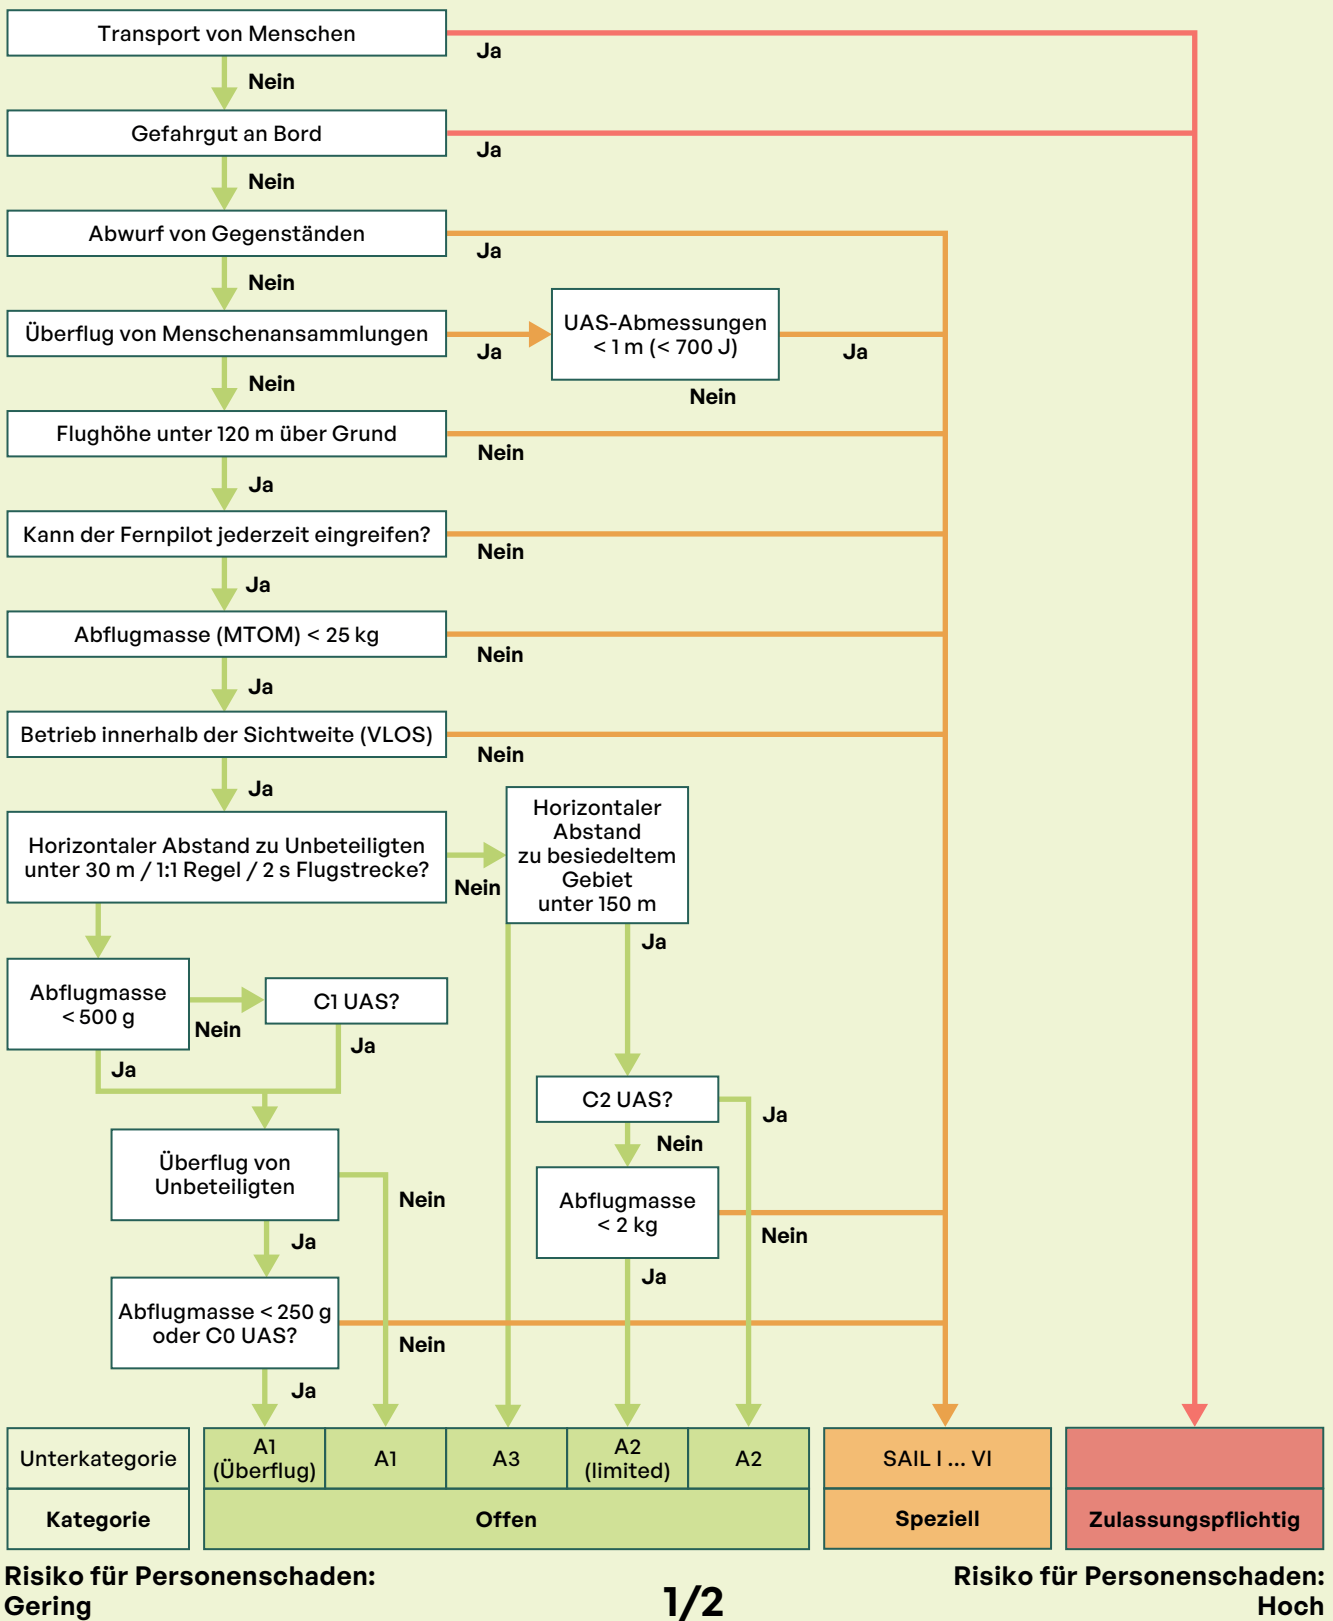 Transport von Menschen
Ja
Nein
Gefahrgut an Bord
Ja
Nein
Abwurf von Gegenständen
Ja
Nein
Überflug von Menschenansammlungen
Ja
UAS-Abmessungen
< 1 m (< 700 J)
Ja
Nein
Nein
Flughöhe unter 120 m über Grund
Nein
Ja
Kann der Fernpilot jederzeit eingreifen?
Nein
Ja
Abflugmasse (MTOM) < 25 kg
Nein
Ja
Betrieb innerhalb der Sichtweite (VLOS)
Nein
Ja
Horizontaler Abstand zu Unbeteiligten
unter 30 m / 1:1 Regel / 2 s Flugstrecke?
Nein
Horizontaler
Abstand
zu besiedeltem
Gebiet
unter 150 m
Ja
Abflugmasse
< 500 g
Nein
C1 UAS?
Ja
Ja
C2 UAS?
Ja
Nein
Überflug von
Unbeteiligten
Nein
Ja
Abflugmasse
< 2 kg
Nein
Ja
Abflugmasse < 250 g
oder C0 UAS?
Nein
Ja
Unterkategorie
A1
(Überflug)
A1
A3
A2
(limited)
A2
SAIL I ... VI
Kategorie
Offen
Speziell
Zulassungspflichtig
Risiko für Personenschaden:
Gering
1/2
Risiko für Personenschaden:
Hoch